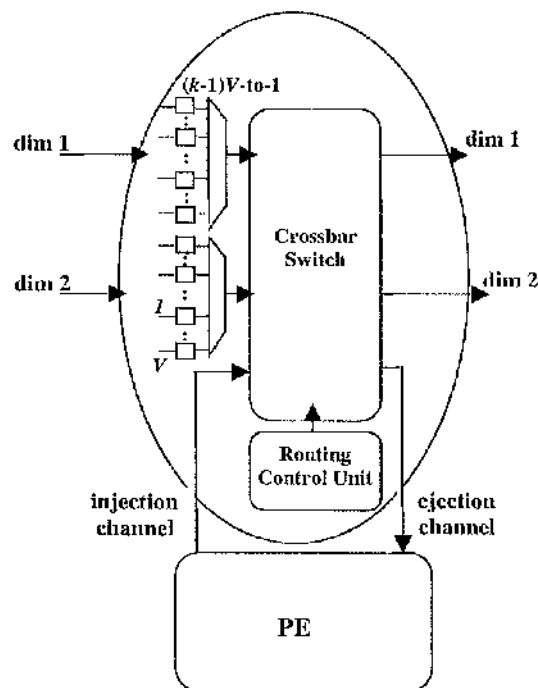 (k-1)V-to-1
dim 1
dim 1
Crossbar
Switch
dim 2
dim 2
1
V
Routing
Control Unit
injection
channel
ejection
channel
PE